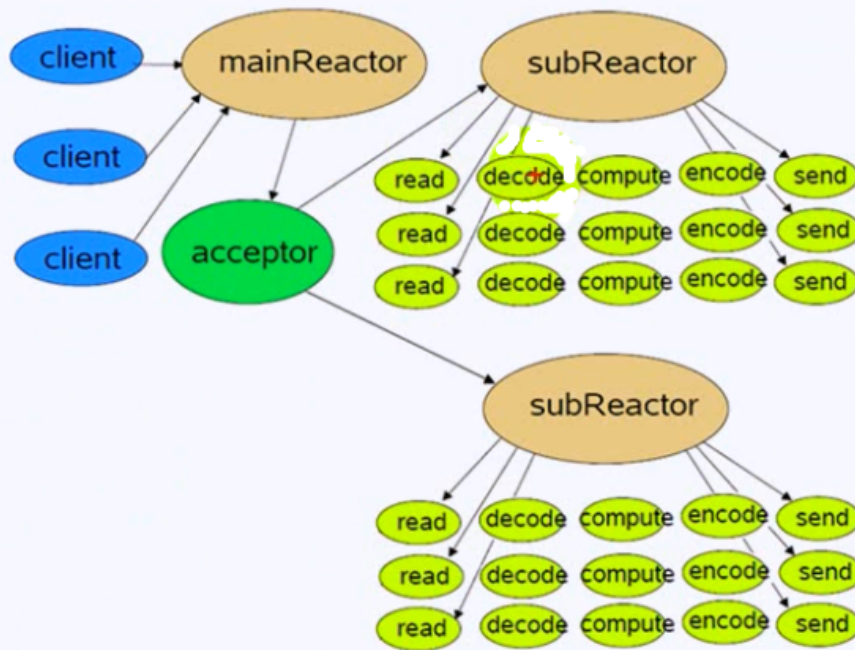 client mainReactor subReactor
client
read decode compute encode send
client acceptor read decode compute encode send
read decode compute encode send
subReactor
read decode compute encode send
read decode compute encode send
read decode compute encode send